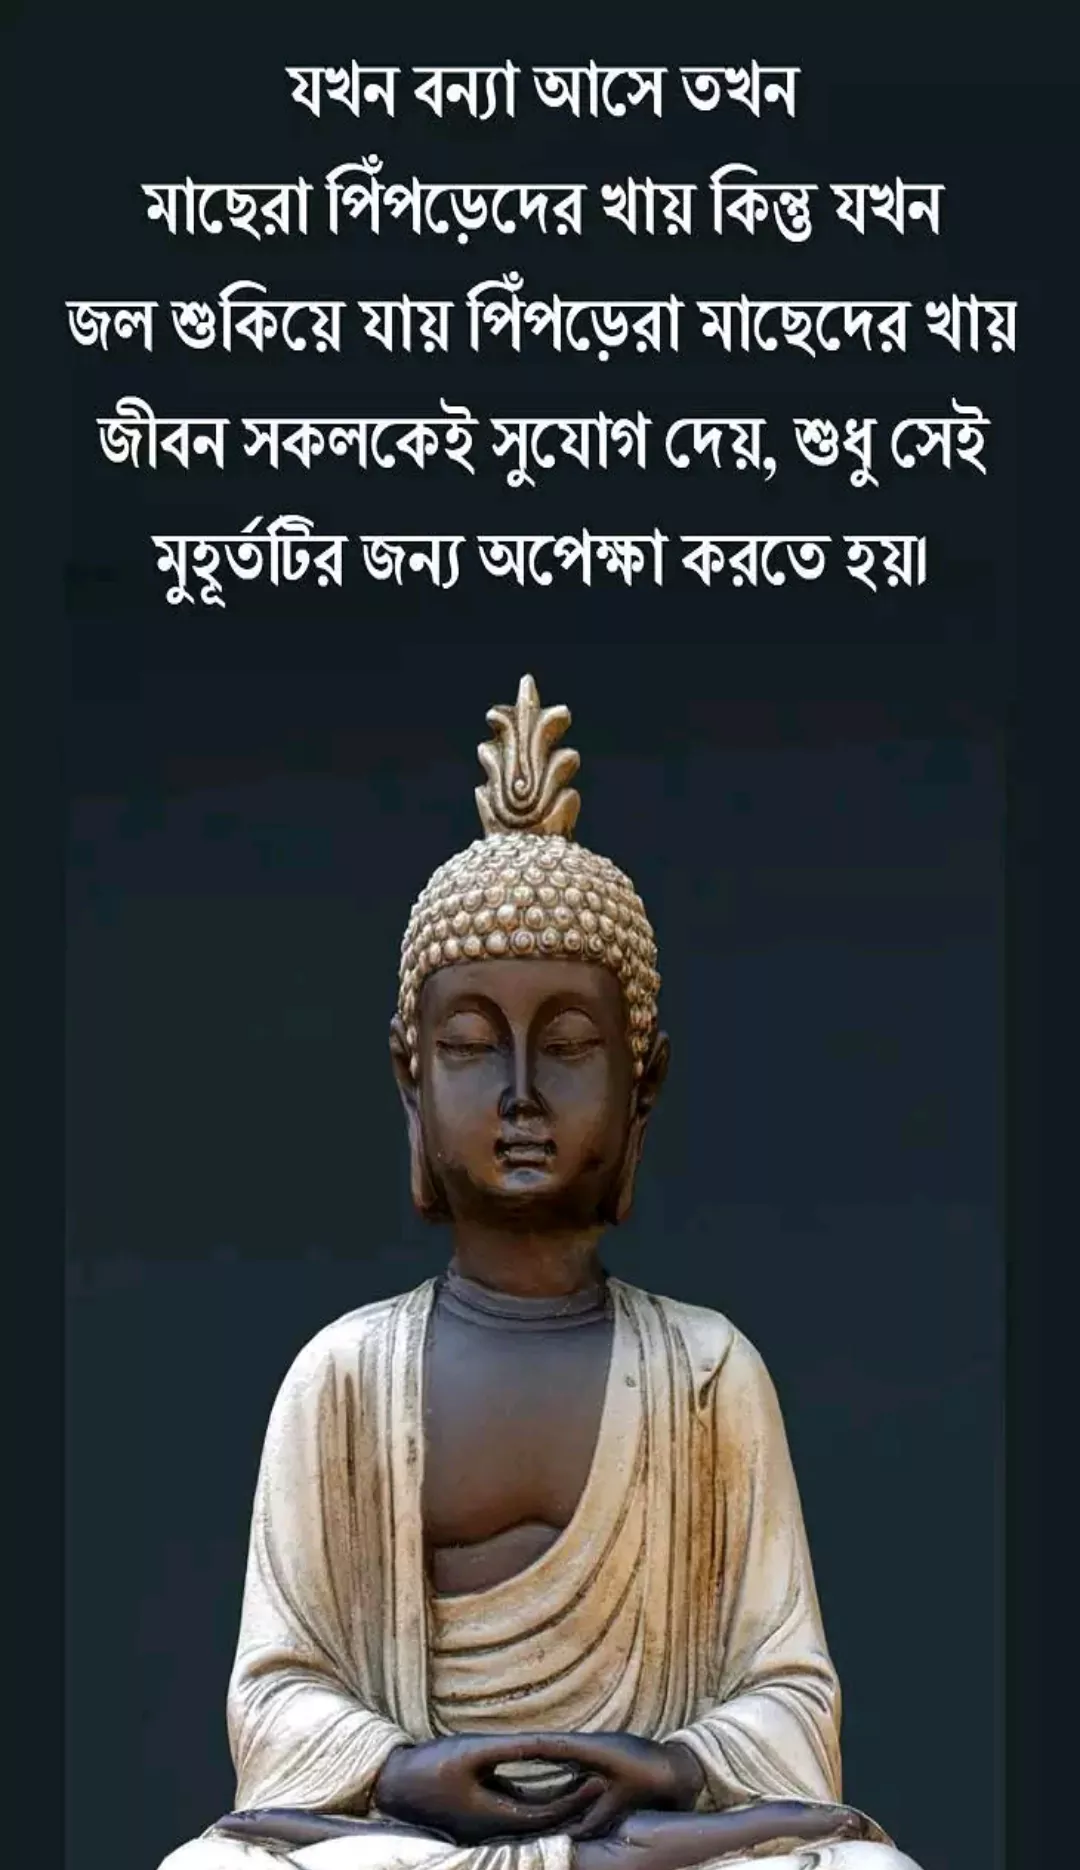 যখন বন্যা আসে তখন
মাছেরা পিঁপড়েদের খায় কিন্তু যখন
জল শুকিয়ে যায় পিঁপড়েরা মাছেদের খায়
জীবন সকলকেই সুযোগ দেয়, শুধু সেই
মুহূর্তটির জন্য অপেক্ষা করতে হয়।